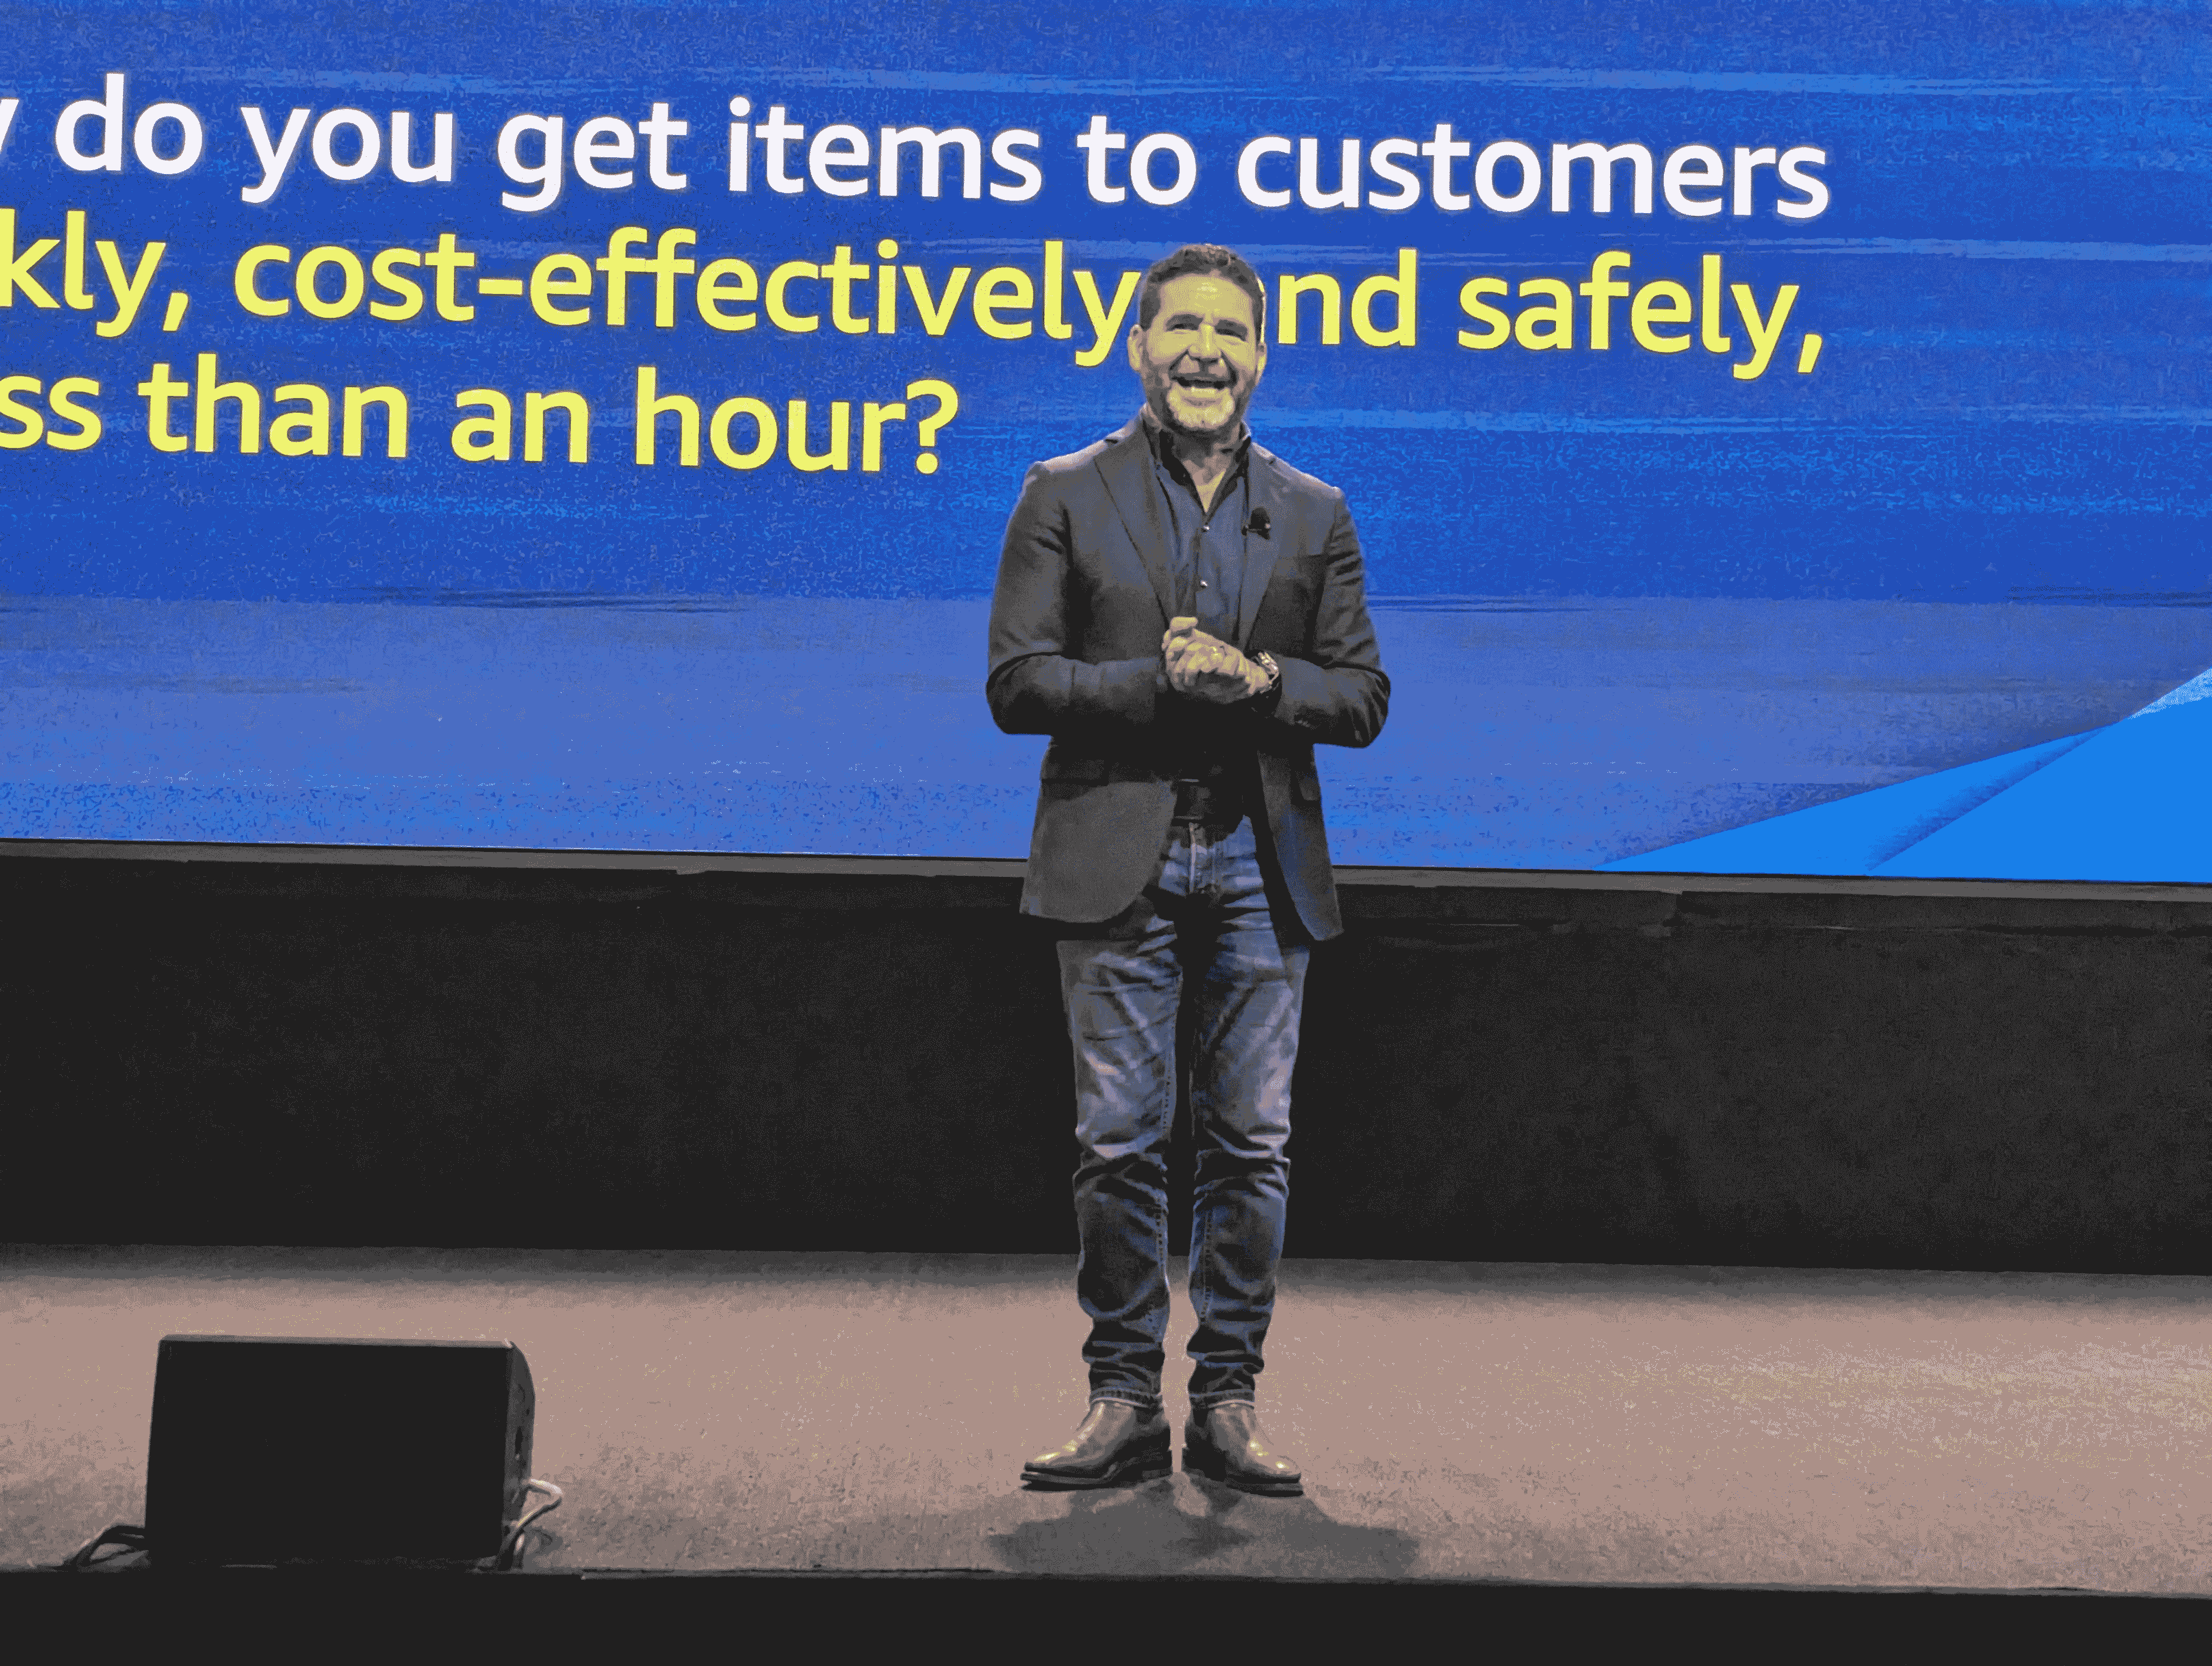 do you get items to customers
kly, cost-effectively nd safely,
ss than an hour?